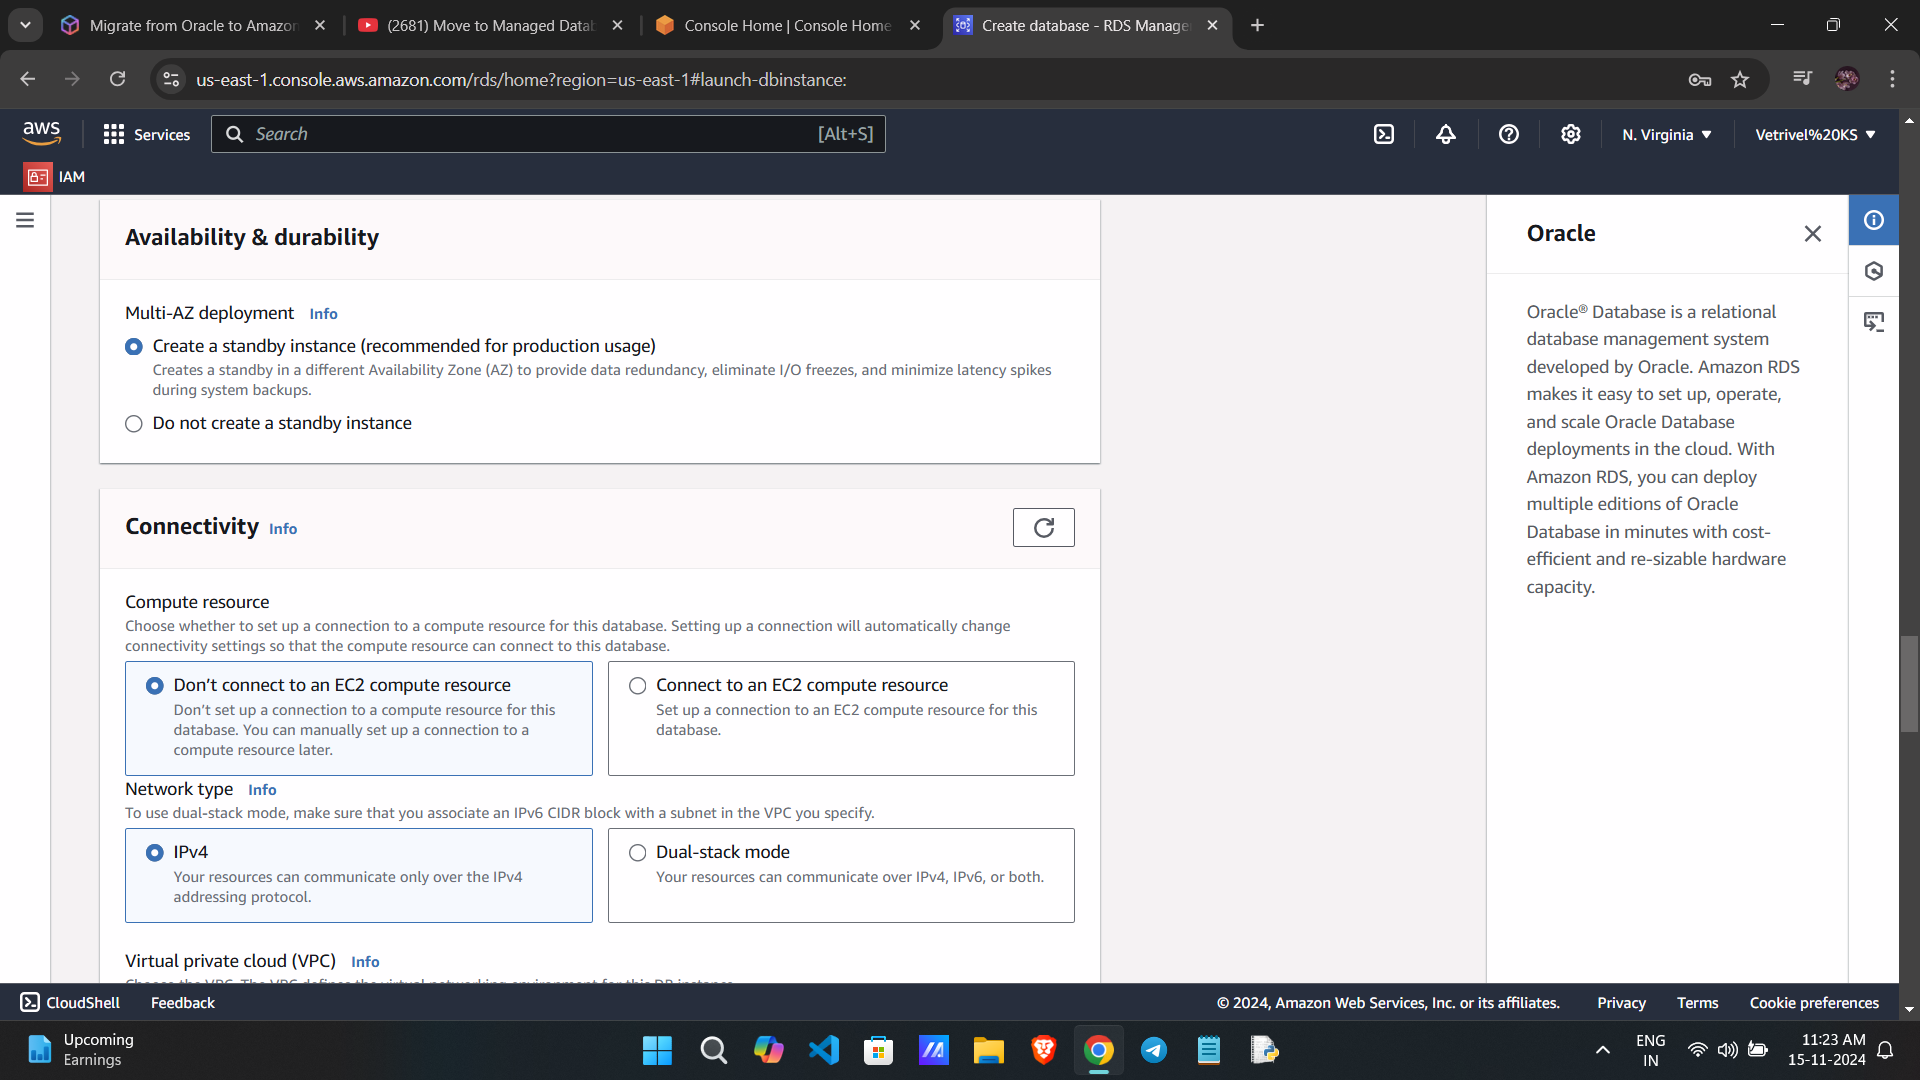 Migrate from Oracle to Amazon
(2681) Move to Managed Datab
Console Home | Console Home
Create database - RDS Manage
us-east-1.console.aws.amazon.com/rds/home?region=us-east-1#launch-dbinstance:
aws
Services
Search
[Alt+S]
N. Virginia
Vetrivel%20KS
IAM
Availability & durability
Multi-AZ deployment Info
Create a standby instance (recommended for production usage)
Creates a standby in a different Availability Zone (AZ) to provide data redundancy, eliminate I/O freezes, and minimize latency spikes
during system backups.
Do not create a standby instance
Connectivity Info
Compute resource
Choose whether to set up a connection to a compute resource for this database. Setting up a connection will automatically change
connectivity settings so that the compute resource can connect to this database.
Don't connect to an EC2 compute resource
Don't set up a connection to a compute resource for this
database. You can manually set up a connection to a
compute resource later.
Connect to an EC2 compute resource
Set up a connection to an EC2 compute resource for this
database.
Network type Info
To use dual-stack mode, make sure that you associate an IPv6 CIDR block with a subnet in the VPC you specify.
IPv4
Your resources can communicate only over the IPv4
addressing protocol.
Dual-stack mode
Your resources can communicate over IPv4, IPv6, or both.
Virtual private cloud (VPC) Info
Choose the VPC. The VPC defines the virtual networking environment for this DB instance.
Oracle
Oracle® Database is a relational
database management system
developed by Oracle. Amazon RDS
makes it easy to set up, operate,
and scale Oracle Database
deployments in the cloud. With
Amazon RDS, you can deploy
multiple editions of Oracle
Database in minutes with cost-
efficient and re-sizable hardware
capacity.
CloudShell
Feedback
© 2024, Amazon Web Services, Inc. or its affiliates.
Privacy
Terms
Cookie preferences
Upcoming
Earnings
ENG
IN
11:23 AM
15-11-2024